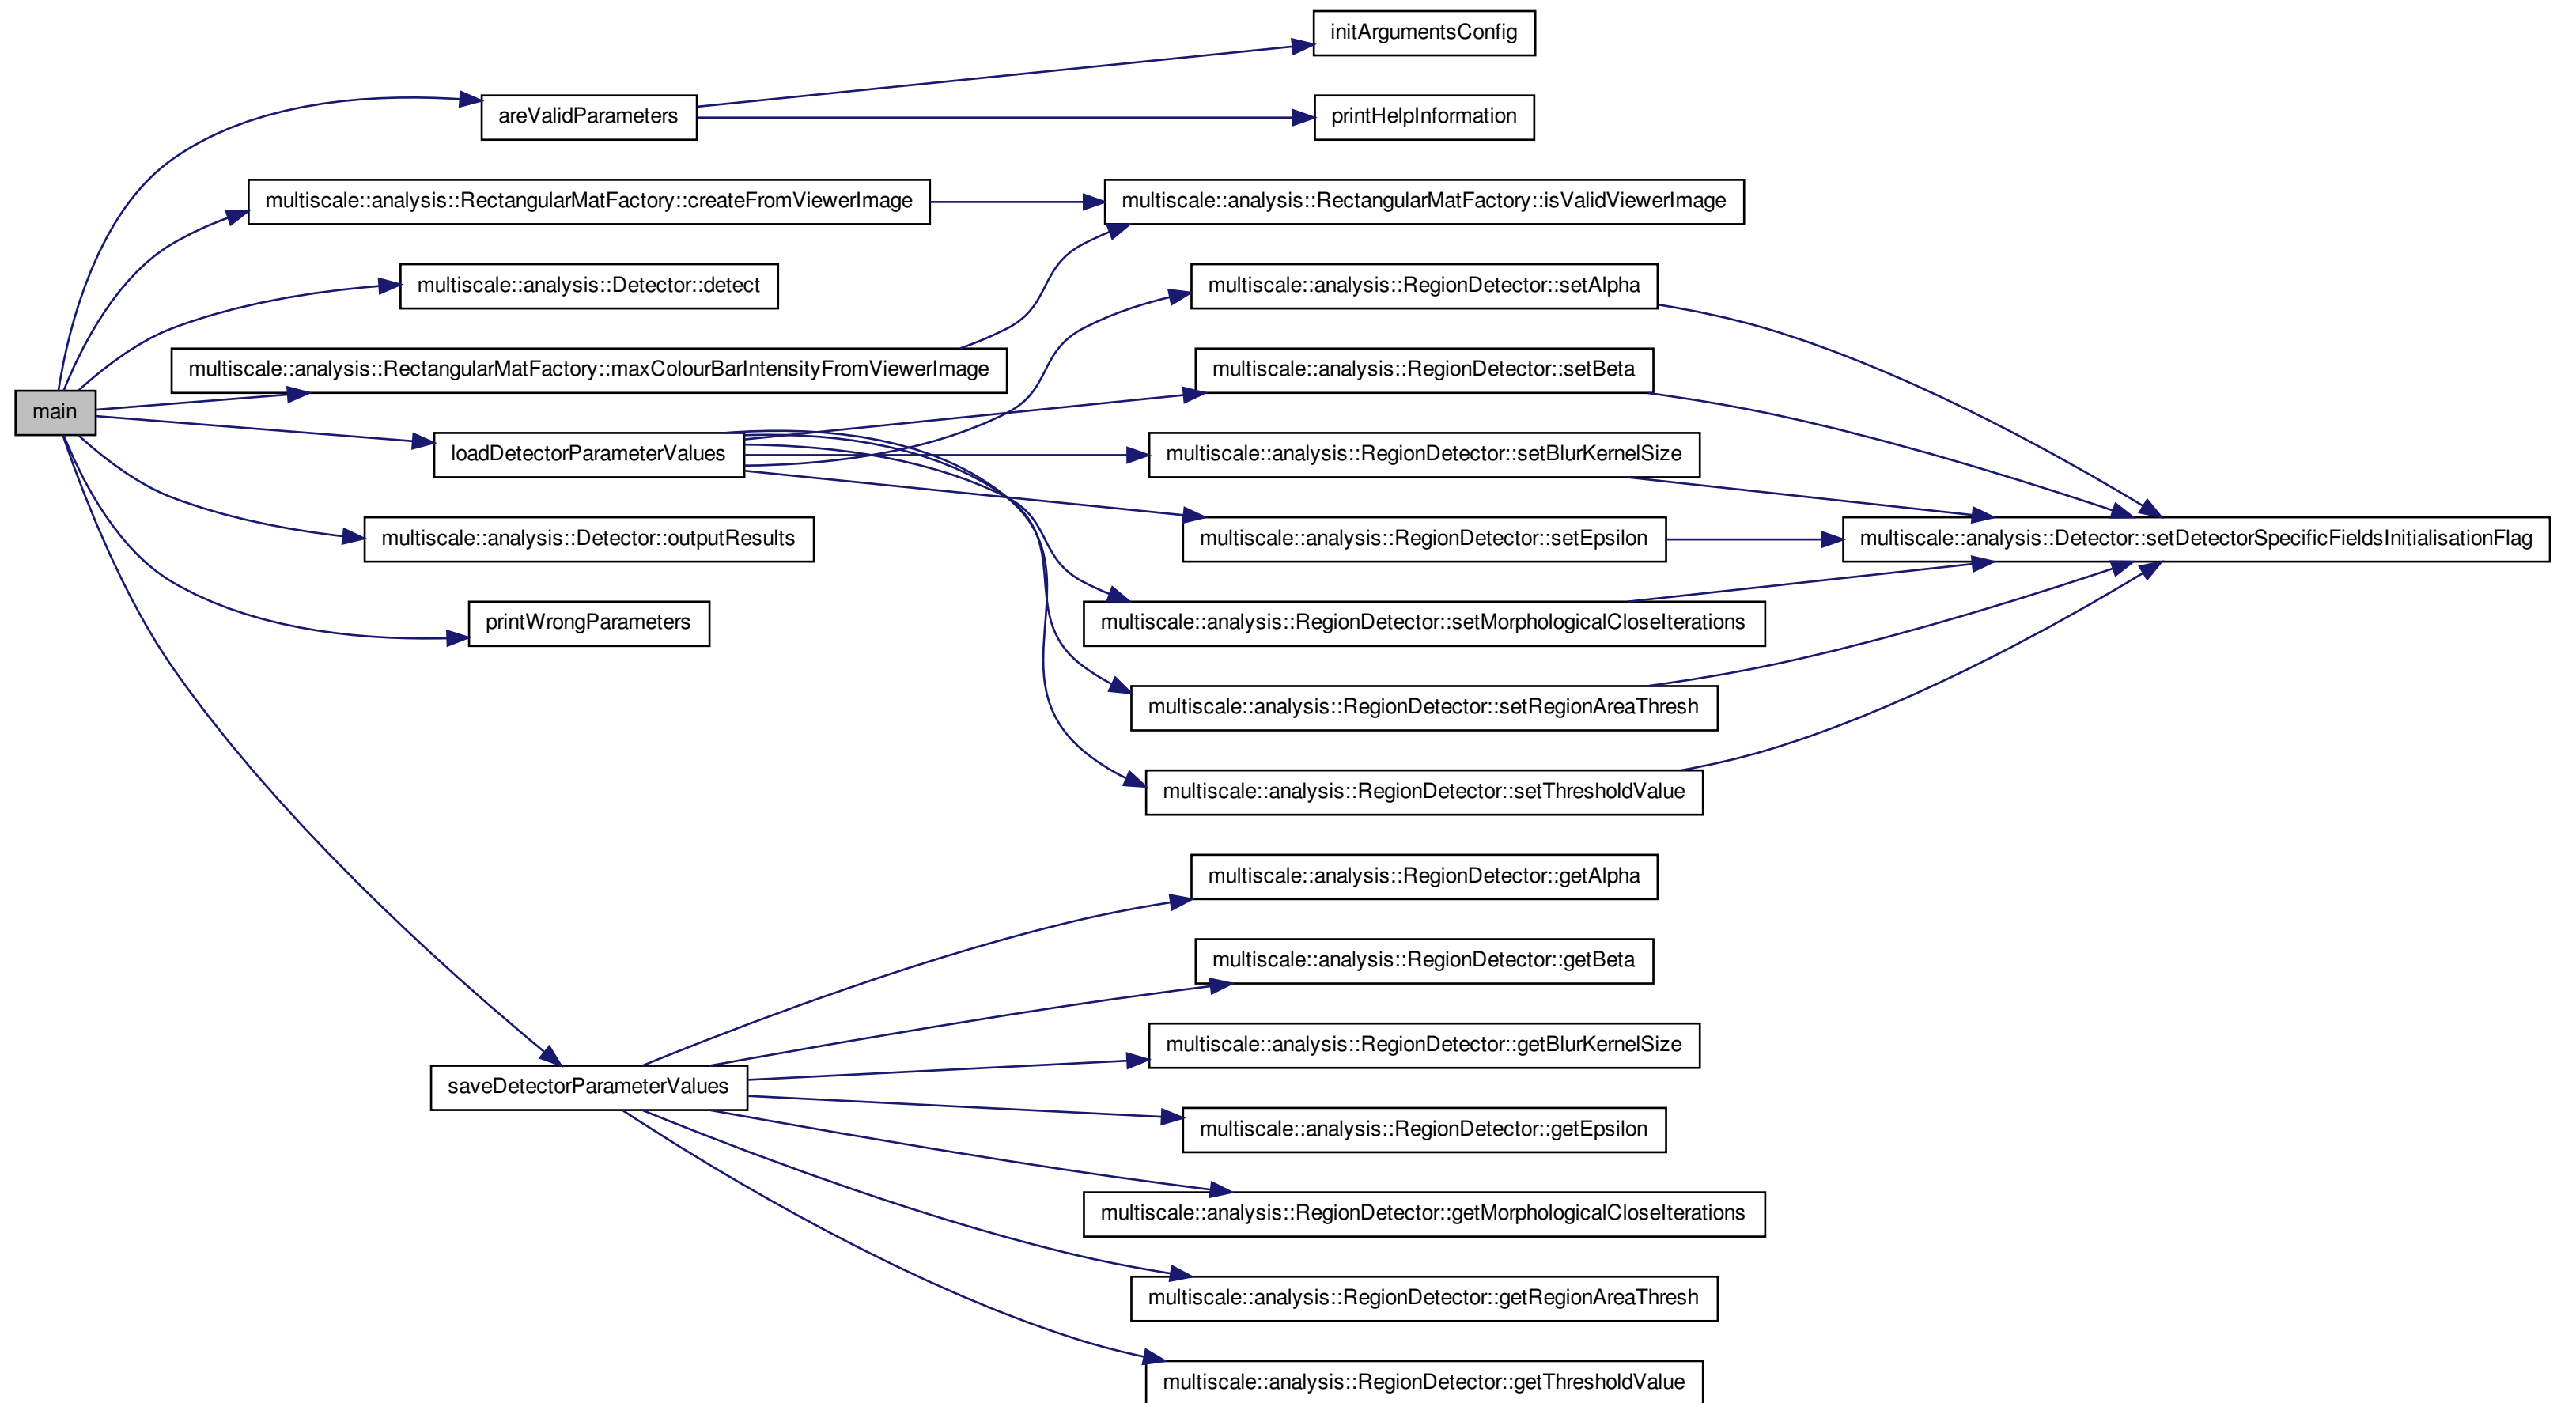 initArgumentsConfig
areValidParameters
printHelpInformation
multiscale::analysis::RectangularMatFactory::createFromViewerImage
multiscale::analysis::RectangularMatFactory::isValidViewerImage
multiscale::analysis::Detector::detect
multiscale::analysis::RegionDetector::setAlpha
multiscale::analysis::RectangularMatFactory::maxColourBarIntensityFromViewerImage
multiscale::analysis::RegionDetector::setBeta
main
loadDetectorParameterValues
multiscale::analysis::RegionDetector::setBlurKernelSize
multiscale::analysis::Detector::outputResults
multiscale::analysis::RegionDetector::setEpsilon
multiscale::analysis::Detector::setDetectorSpecificFieldsInitialisationFlag
printWrongParameters
multiscale::analysis::RegionDetector::setMorphologicalCloseIterations
multiscale::analysis::RegionDetector::setRegionAreaThresh
multiscale::analysis::RegionDetector::setThresholdValue
multiscale::analysis::RegionDetector::getAlpha
multiscale::analysis::RegionDetector::getBeta
multiscale::analysis::RegionDetector::getBlurKernelSize
saveDetectorParameterValues
multiscale::analysis::RegionDetector::getEpsilon
multiscale::analysis::RegionDetector::getMorphologicalCloseIterations
multiscale::analysis::RegionDetector::getRegionAreaThresh
multiscale::analysis::RegionDetector::getThresholdValue